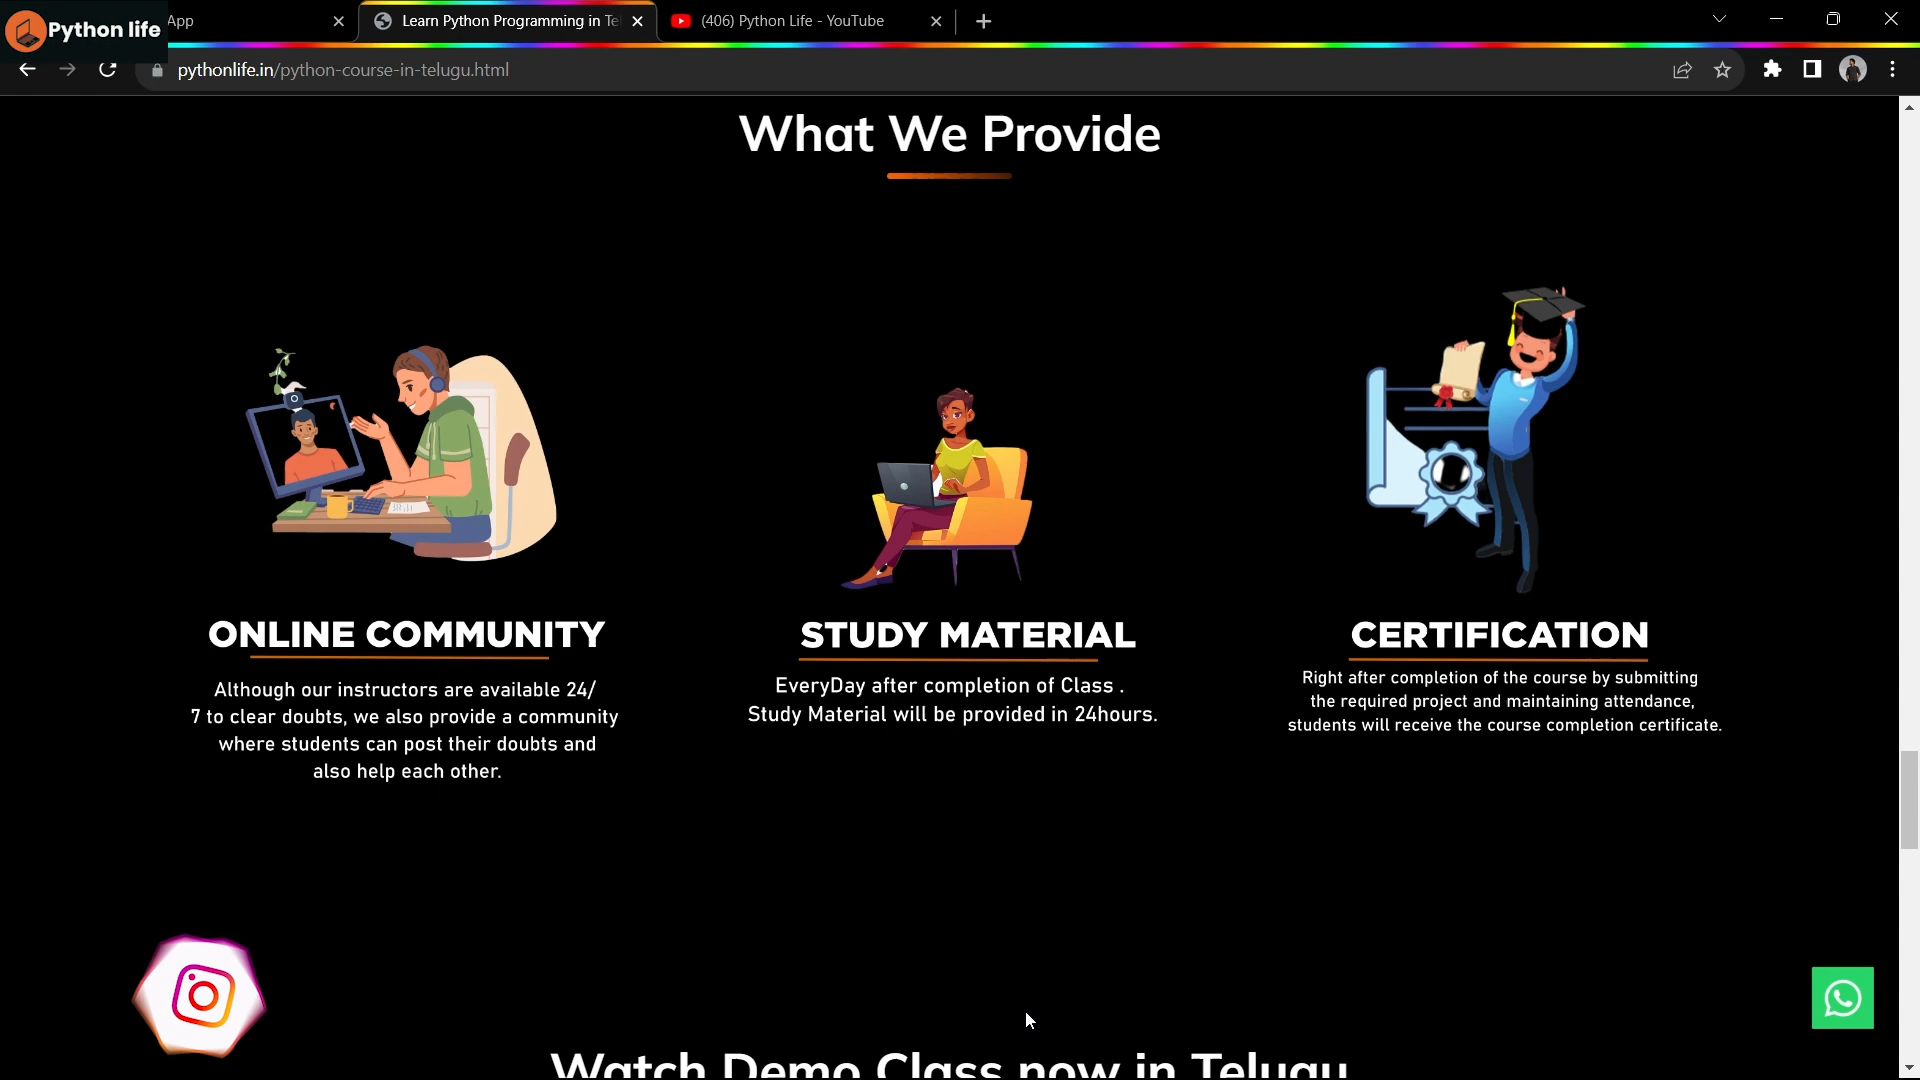 Python life
App
Learn Python Programming in Te
(406) Python Life - YouTube
pythonlife.in/python-course-in-telugu.html
What We Provide
ONLINE COMMUNITY
Although our instructors are available 24/
7 to clear doubts, we also provide a community
where students can post their doubts and
also help each other.
STUDY MATERIAL
EveryDay after completion of Class .
Study Material will be provided in 24hours.
CERTIFICATION
Right after completion of the course by submitting
the required project and maintaining attendance,
students will receive the course completion certificate.
Watch Demo Class now in Telugu